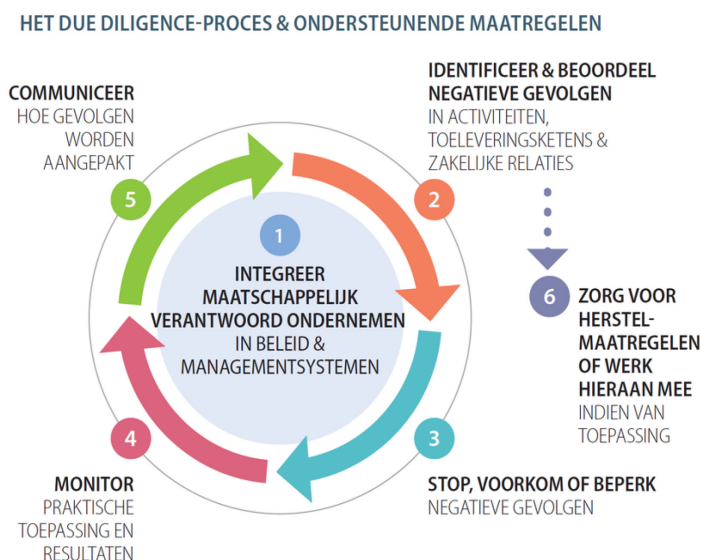 HET DUE DILIGENCE-PROCES & ONDERSTEUNENDE MAATREGELEN
1
INTEGREER
MAATSCHAPPELIJK
VERANTWOORD ONDERNEMEN
IN BELEID &
MANAGEMENTSYSTEMEN
2
IDENTIFICEER & BEOORDEEL
NEGATIEVE GEVOLGEN
IN ACTIVITEITEN,
TOELEVERINGSKETENS &
ZAKELIJKE RELATIES
3
STOP, VOORKOM OF BEPERK
NEGATIEVE GEVOLGEN
4
MONITOR
PRAKTISCHE
TOEPASSING EN
RESULTATEN
5
COMMUNICEER
HOE GEVOLGEN
WORDEN
AANGEPAKT
6
ZORG VOOR
HERSTEL-
MAATREGELEN
OF WERK
HIERAAN MEE
INDIEN VAN
TOEPASSING